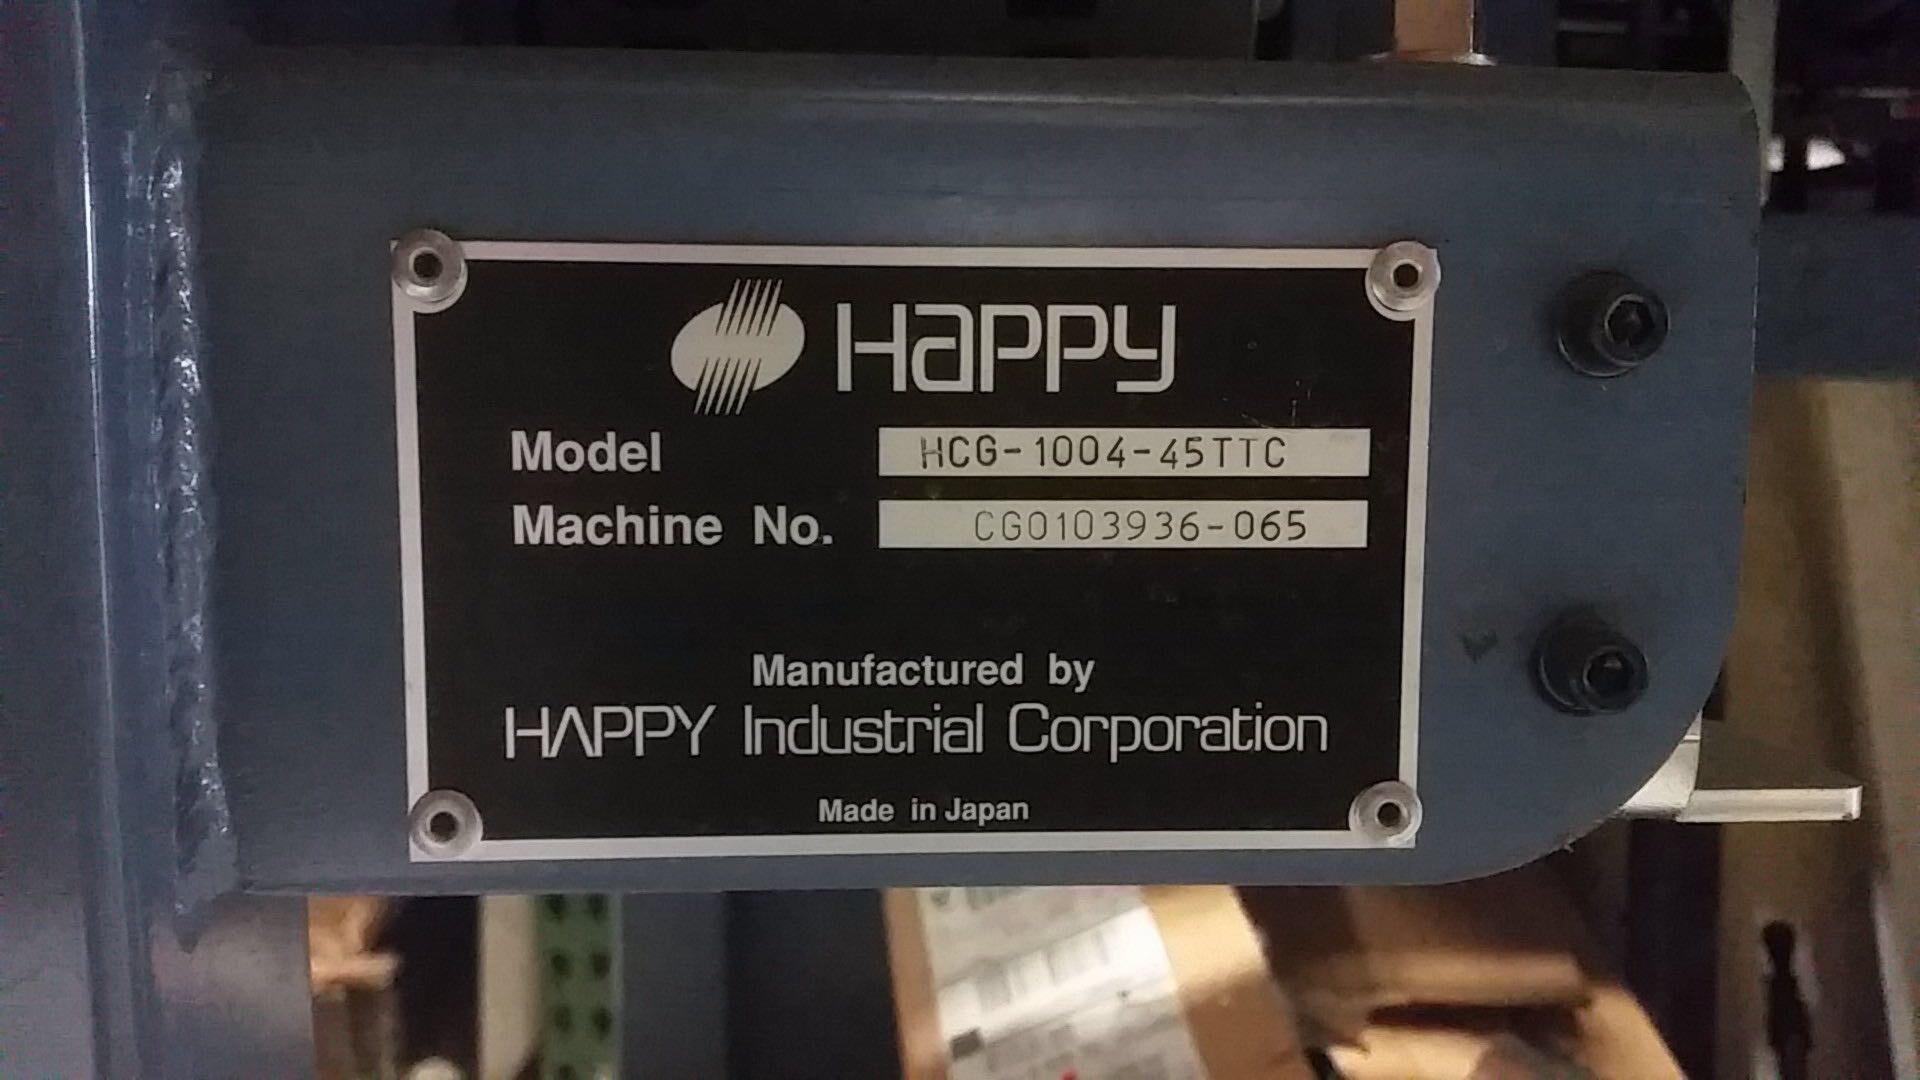 Happy
Model HCG-1004-45TTC
Machine No. CG0103936-065
Manufactured by
HAPPY Industrial Corporation
Made in Japan